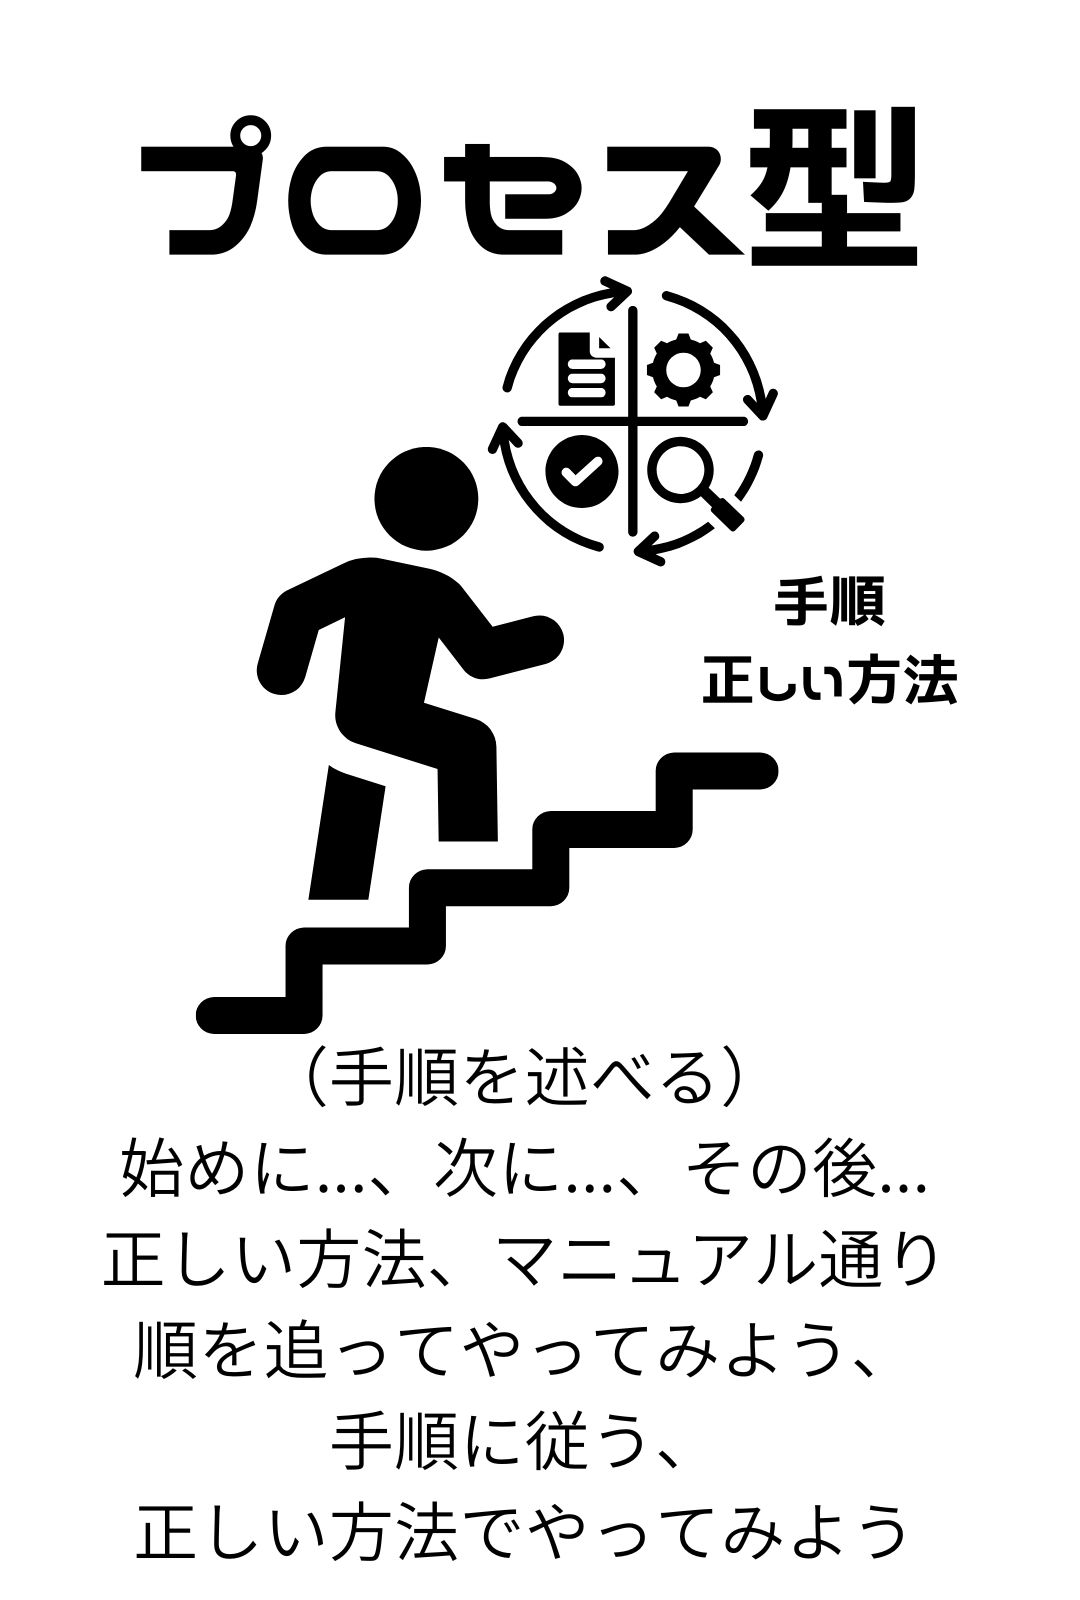 プロセス型
手順
正しい方法
（手順を述べる）
始めに...、次に...、その後...
正しい方法、マニュアル通り
順を追ってやってみよう、
手順に従う、
正しい方法でやってみよう